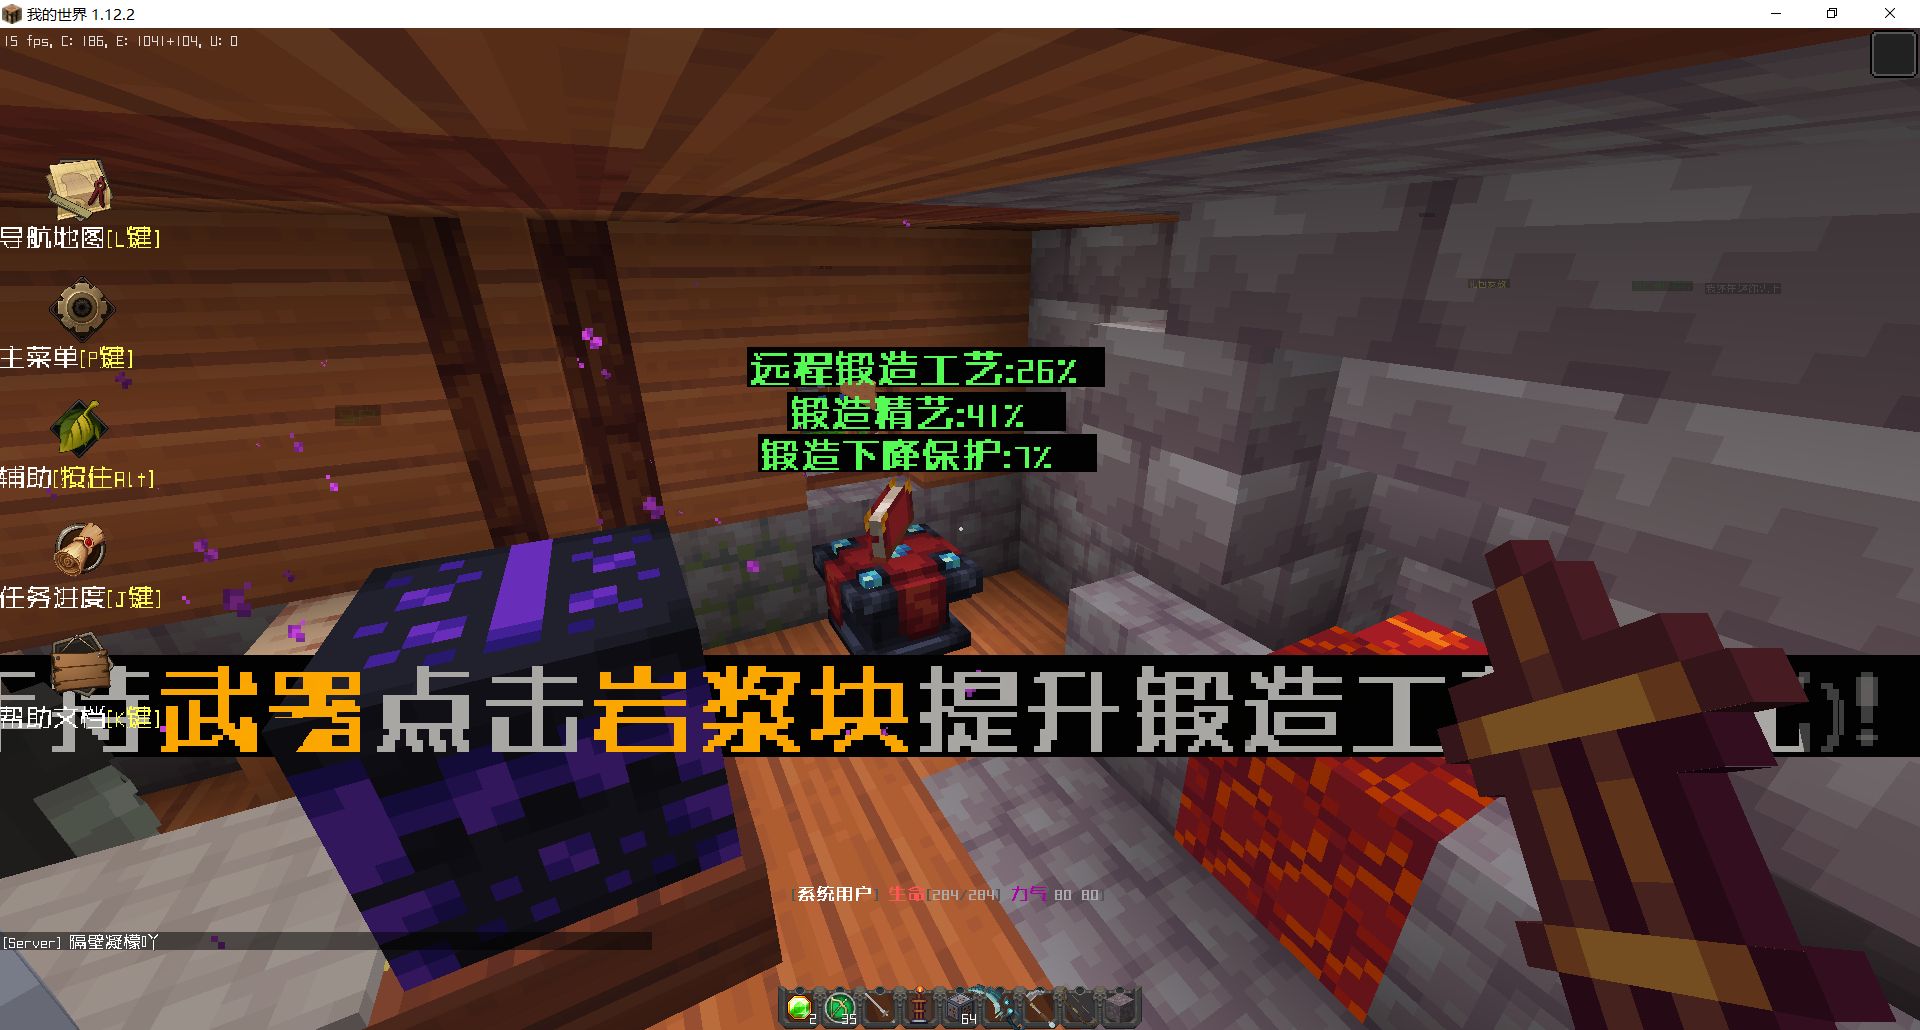 我的世界 1.12.2
15 fps, C: 186, E: 1041+104, U: 0
导航地图[L键]
主菜单[P键]
远程锻造工艺:26%
锻造精艺:41%
锻造下降保护:7%
辅助[按住Alt]
任务进度[J键]
持武器点击岩浆块提升锻造工
)!
帮助文档[K键]
[系统用户] 生命[284/284] 力气 80 80
[Server] 隔壁凝檬吖
2
35
64